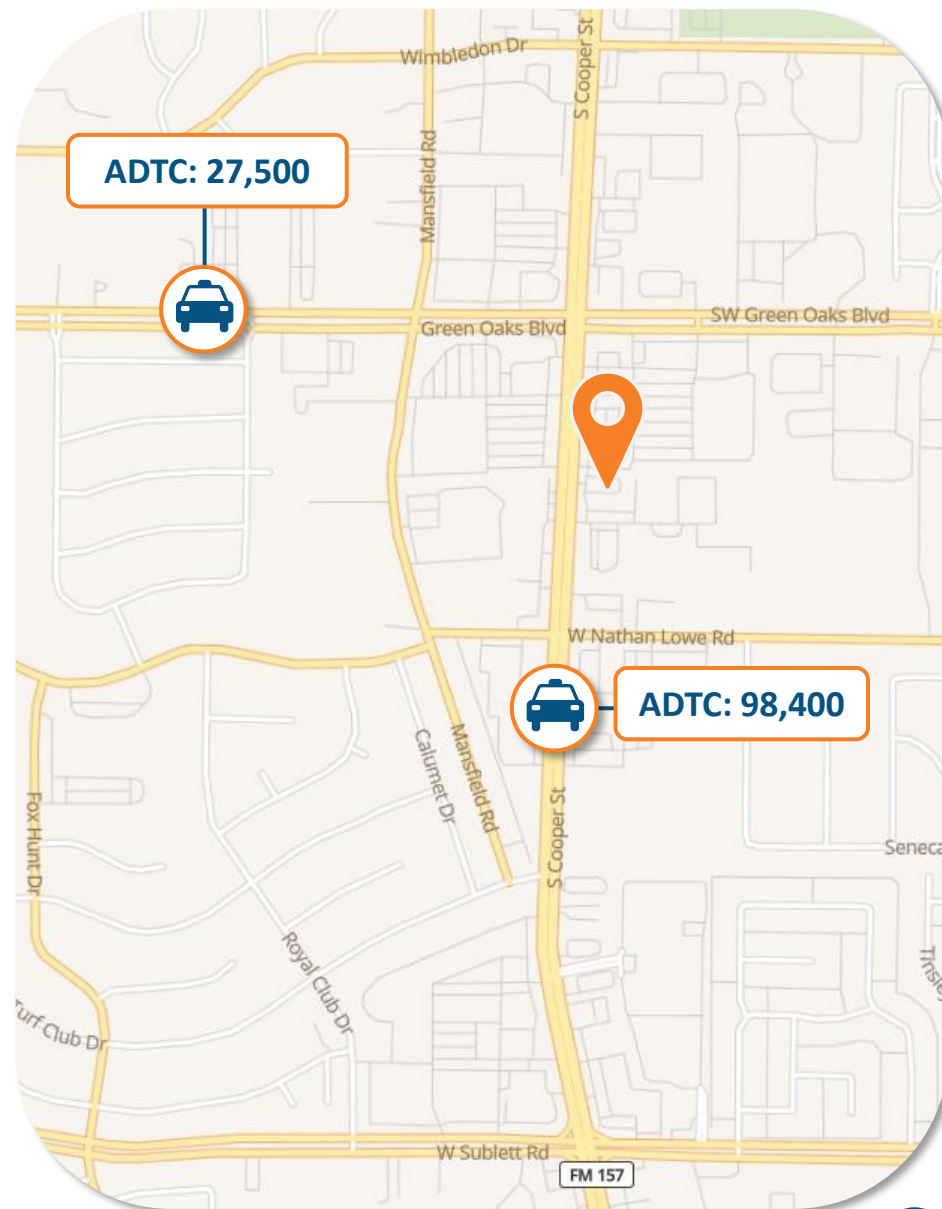 Wimbledon Dr
S Cooper St
Mansfield Rd
ADTC: 27,500
Green Oaks Blvd
SW Green Oaks Blvd
W Nathan Lowe Rd
ADTC: 98,400
Mansfield Rd
Calumet Dr
S Cooper St
Fox Hunt Dr
Seneca
Royal Club Dr
Tinsle
Turf Club Dr
W Sublett Rd
FM 157